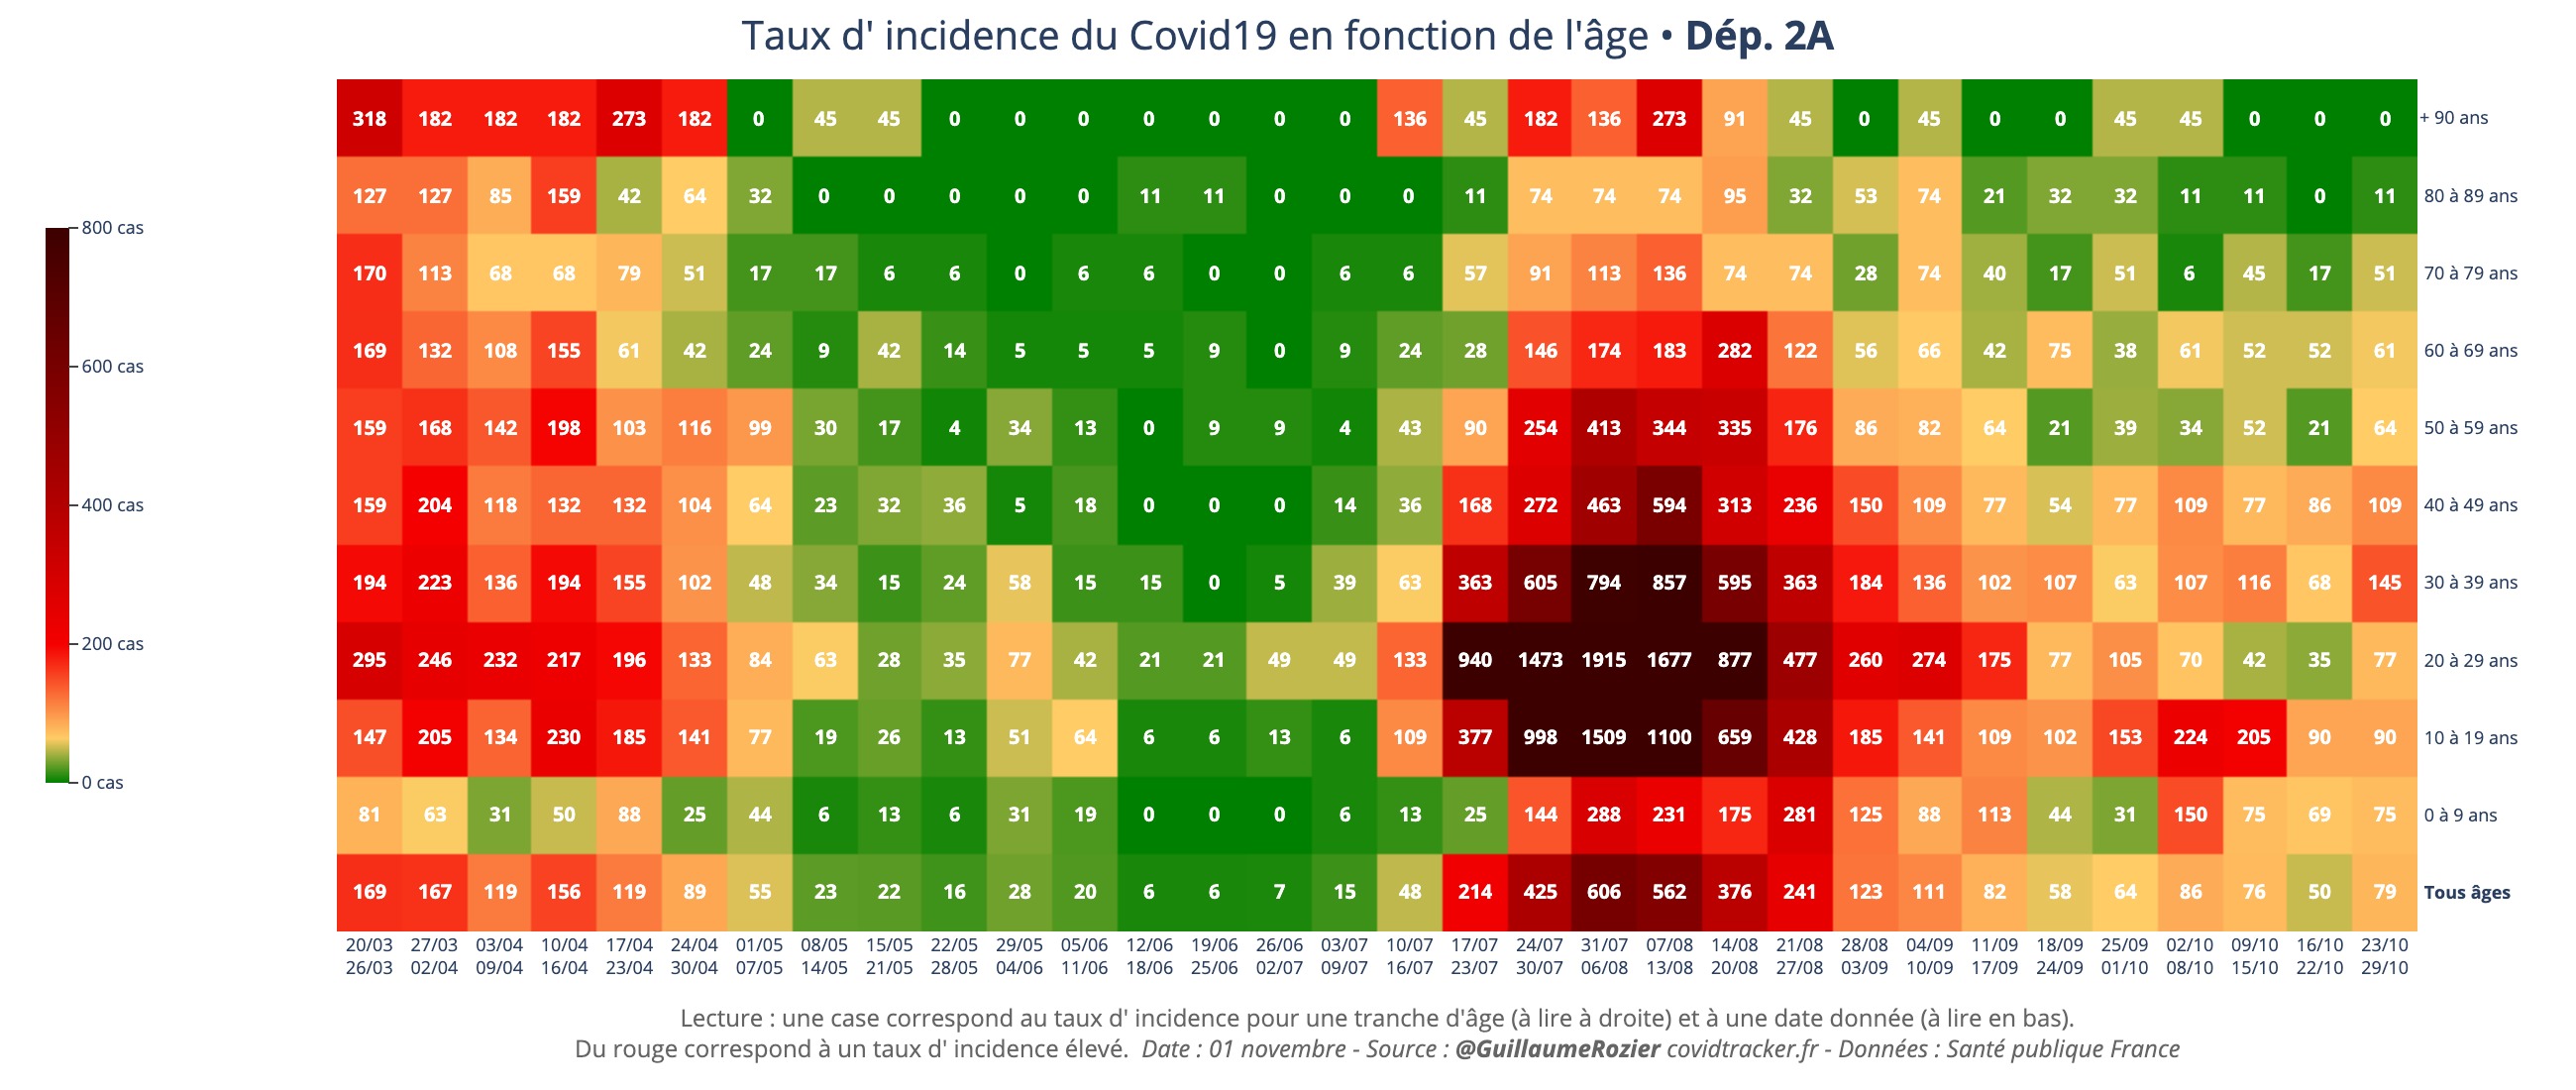 Taux d' incidence du Covid19 en fonction de l'âge • Dép. 2A
318 182 182 182 273 182 0 45 45 0 0 0 0 0 0 0 136 45 182 136 273 91 45 0 45 0 0 45 45 0 0 0 + 90 ans
127 127 85 159 42 64 32 0 0 0 0 0 11 11 0 0 0 11 74 74 74 95 32 53 74 21 32 32 11 11 0 11 80 à 89 ans
800 cas
170 113 68 68 79 51 17 17 6 6 0 6 6 0 0 6 6 57 91 113 136 74 74 28 74 40 17 51 6 45 17 51 70 à 79 ans
169 132 108 155 61 42 24 9 42 14 5 5 5 9 0 9 24 28 146 174 183 282 122 56 66 42 75 38 61 52 52 61 60 à 69 ans
600 cas
159 168 142 198 103 116 99 30 17 4 34 13 0 9 9 4 43 90 254 413 344 335 176 86 82 64 21 39 34 52 21 64 50 à 59 ans
400 cas
159 204 118 132 132 104 64 23 32 36 5 18 0 0 0 14 36 168 272 463 594 313 236 150 109 77 54 77 109 77 86 109 40 à 49 ans
194 223 136 194 155 102 48 34 15 24 58 15 15 0 5 39 63 363 605 794 857 595 363 184 136 102 107 63 107 116 68 145 30 à 39 ans
200 cas
295 246 232 217 196 133 84 63 28 35 77 42 21 21 49 49 133 940 1473 1915 1677 877 477 260 274 175 77 105 70 42 35 77 20 à 29 ans
147 205 134 230 185 141 77 19 26 13 51 64 6 6 13 6 109 377 998 1509 1100 659 428 185 141 109 102 153 224 205 90 90 10 à 19 ans
0 cas
81 63 31 50 88 25 44 6 13 6 31 19 0 0 0 6 13 25 144 288 231 175 281 125 88 113 44 31 150 75 69 75 0 à 9 ans
169 167 119 156 119 89 55 23 22 16 28 20 6 6 7 15 48 214 425 606 562 376 241 123 111 82 58 64 86 76 50 79 Tous âges
20/03 27/03 03/04 10/04 17/04 24/04 01/05 08/05 15/05 22/05 29/05 05/06 12/06 19/06 26/06 03/07 10/07 17/07 24/07 31/07 07/08 14/08 21/08 28/08 04/09 11/09 18/09 25/09 02/10 09/10 16/10 23/10
26/03 02/04 09/04 16/04 23/04 30/04 07/05 14/05 21/05 28/05 04/06 11/06 18/06 25/06 02/07 09/07 16/07 23/07 30/07 06/08 13/08 20/08 27/08 03/09 10/09 17/09 24/09 01/10 08/10 15/10 22/10 29/10
Lecture : une case correspond au taux d' incidence pour une tranche d'âge (à lire à droite) et à une date donnée (à lire en bas).
Du rouge correspond à un taux d' incidence élevé. Date : 01 novembre - Source : @GuillaumeRozier covidtracker.fr - Données : Santé publique France